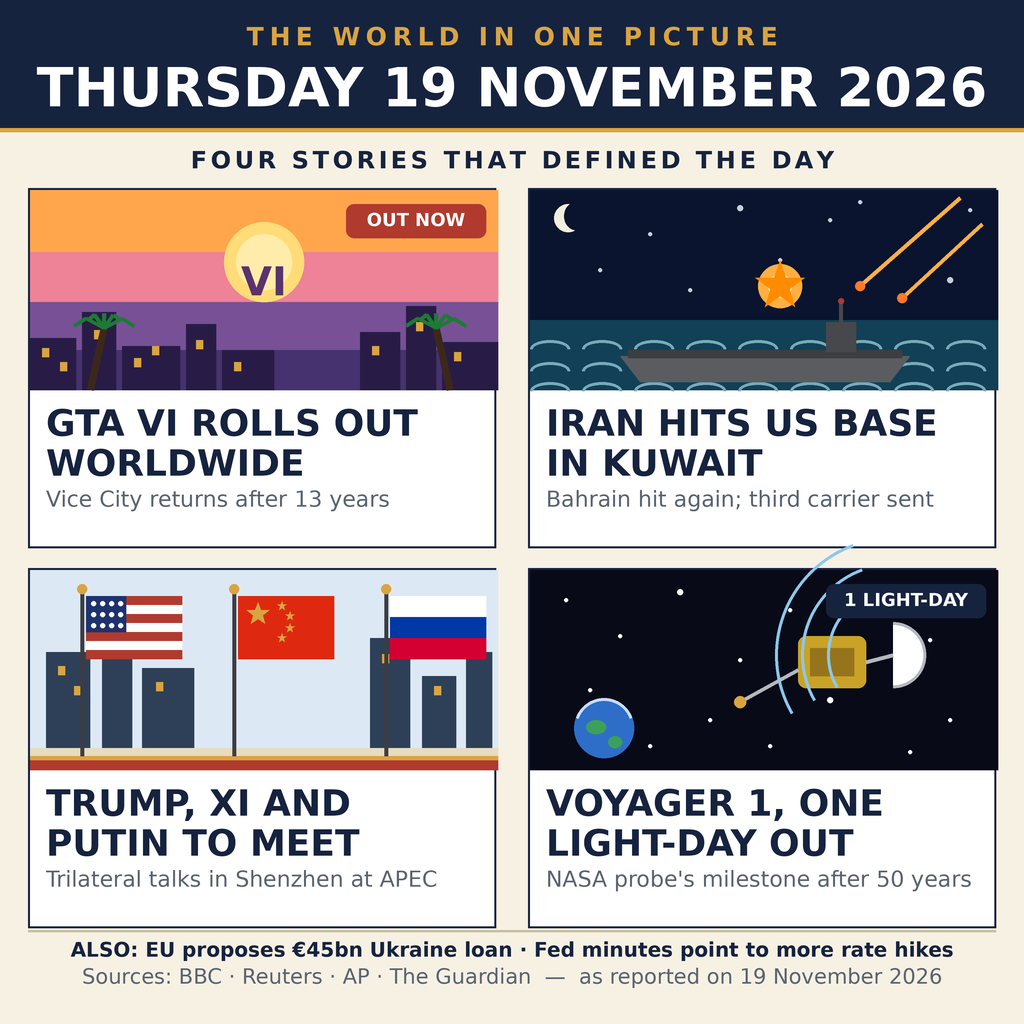 THE WORLD IN ONE PICTURE
THURSDAY 19 NOVEMBER 2026
FOUR STORIES THAT DEFINED THE DAY
OUT NOW
VI
GTA VI ROLLS OUT
WORLDWIDE
Vice City returns after 13 years
IRAN HITS US BASE
IN KUWAIT
Bahrain hit again; third carrier sent
TRUMP, XI AND
PUTIN TO MEET
Trilateral talks in Shenzhen at APEC
1 LIGHT-DAY
VOYAGER 1, ONE
LIGHT-DAY OUT
NASA probe's milestone after 50 years
ALSO: EU proposes €45bn Ukraine loan · Fed minutes point to more rate hikes
Sources: BBC · Reuters · AP · The Guardian — as reported on 19 November 2026